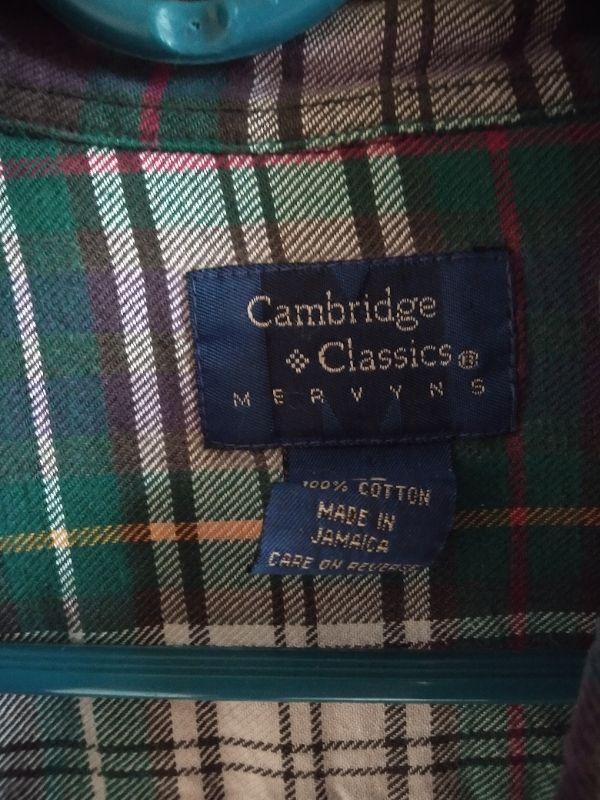 Cambridge
Classics®
MERVYNS
100% COTTON
MADE IN
JAMAICA
CARE ON REVERSE